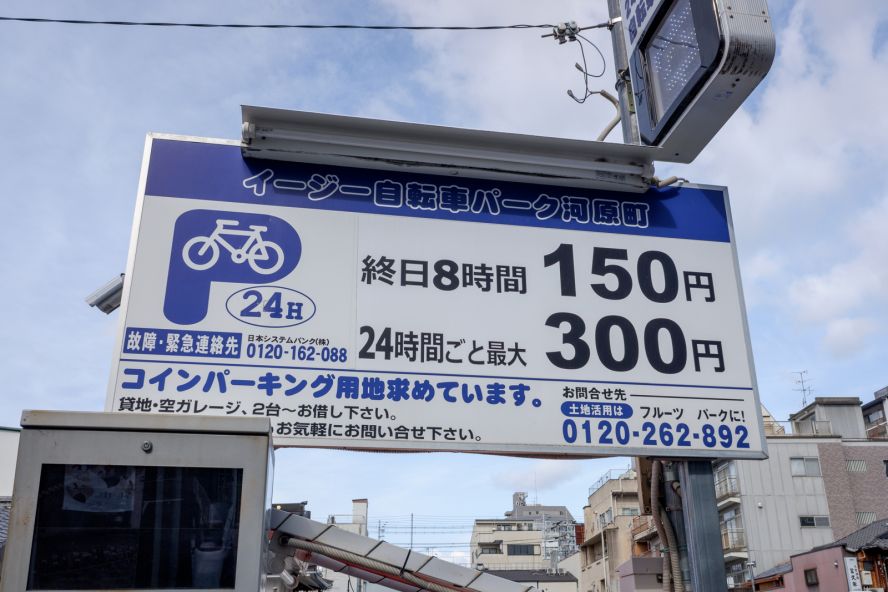 イージー自転車パーク河原町
P
24H
終日8時間 150円
24時間ごと最大 300円
故障・緊急連絡先
日本システムバンク(株)
0120-162-088
コインパーキング用地求めています。
貸地・空ガレージ、2台〜お借し下さい。
お気軽にお問い合せ下さい。
お問合せ先
土地活用は フルーツ パークに!
0120-262-892